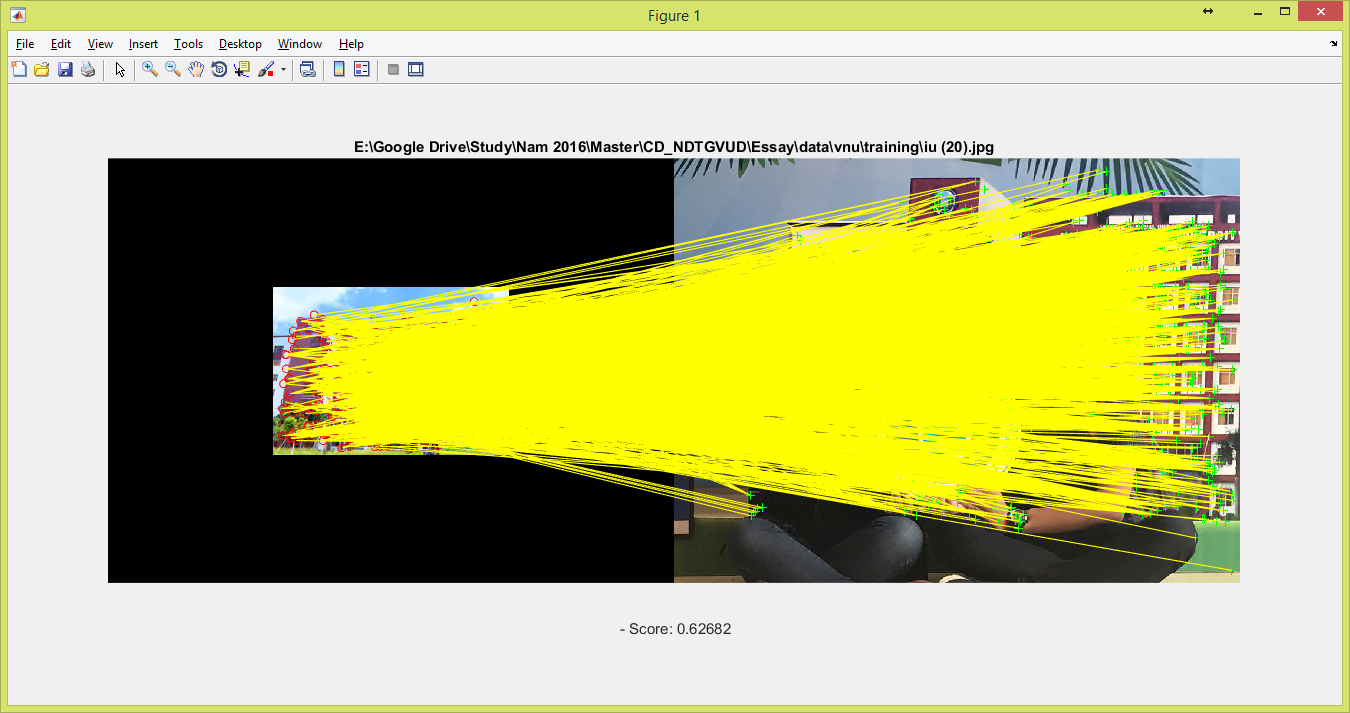 Figure 1
File Edit View Insert Tools Desktop Window Help
E:\Google Drive\Study\Nam 2016\Master\CD_NDTGVUD\Essay\data\vnu\training\iu (20).jpg
- Score: 0.62682